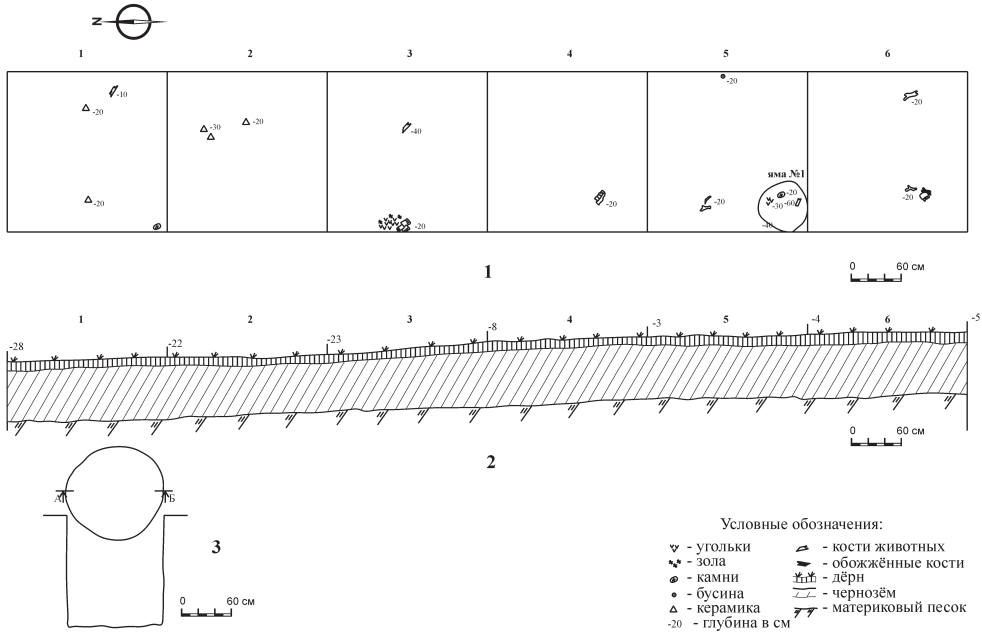 N
1 2 3 4 5 6
-10
-20
-20
-30
-20
-40
-20
-20
-20
-20
яма №1
-20
-30 -60
-40
-20
-20
1
0 60 см
1 2 3 4 5 6
-28 -22 -23 -8 -3 -4 -5
0 60 см
2
А Б
3
0 60 см
Условные обозначения:
- угольки
- зола
- камни
- бусина
- керамика
-20 - глубина в см
- кости животных
- обожжённые кости
- дёрн
- чернозём
- материковый песок